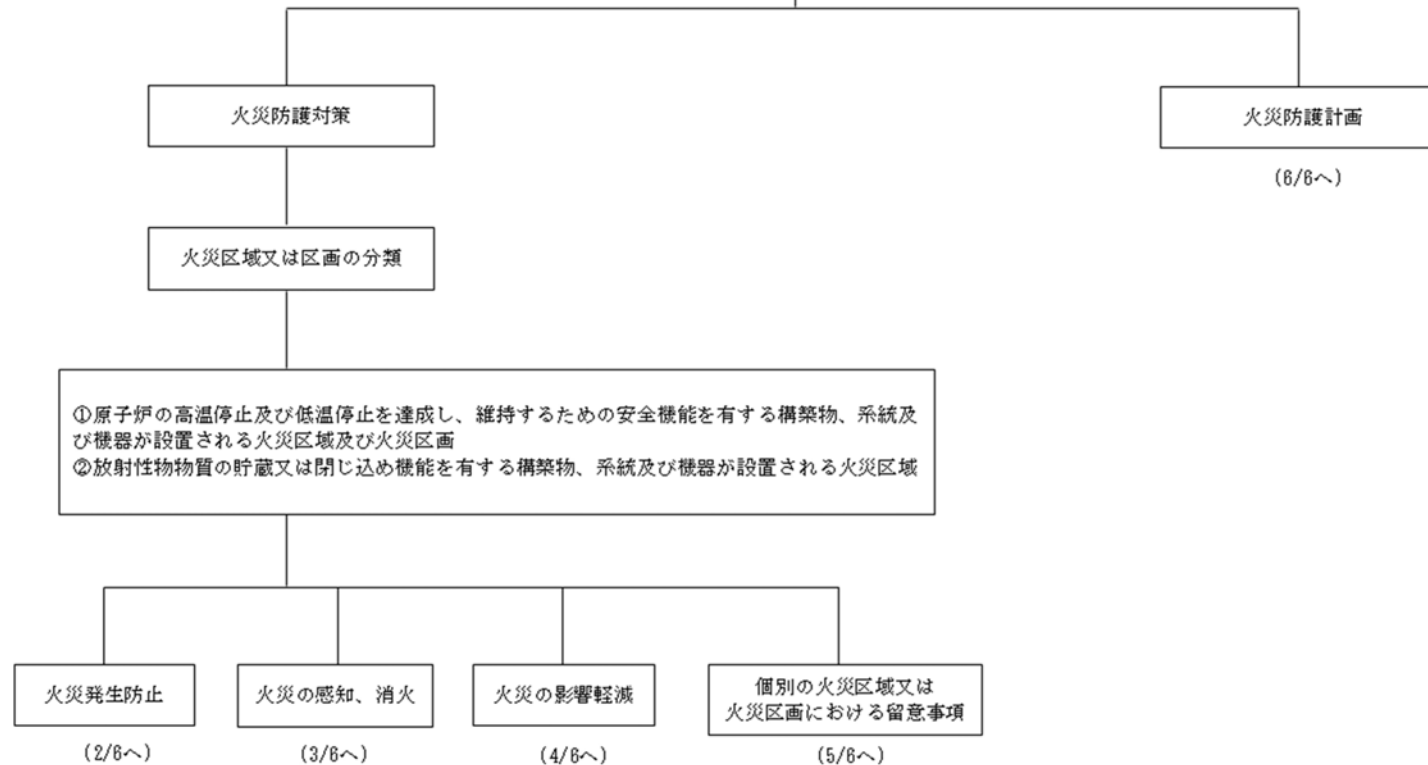 火災防護対策
火災防護計画
(6/6へ)
火災区域又は区画の分類
①原子炉の高温停止及び低温停止を達成し、維持するための安全機能を有する構築物、系統及
び機器が設置される火災区域及び火災区画
②放射性物物質の貯蔵又は閉じ込め機能を有する構築物、系統及び機器が設置される火災区域
火災発生防止
(2/6へ)
火災の感知、消火
(3/6へ)
火災の影響軽減
(4/6へ)
個別の火災区域又は
火災区画における留意事項
(5/6へ)